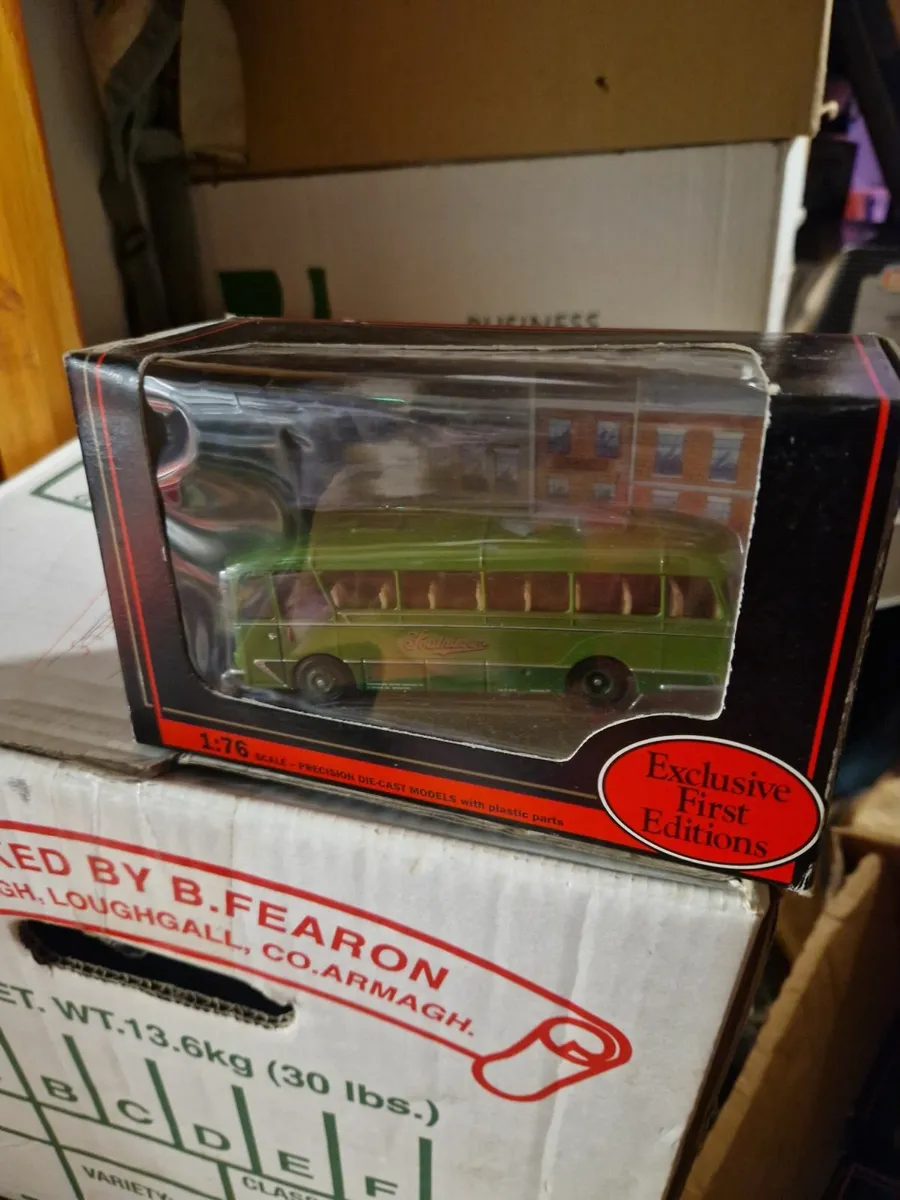 BUSINESS
1:76 SCALE – PRECISION DIE-CAST MODELS with plastic parts
Exclusive
First
Editions
KED BY B.FEARON
GH, LOUGHGALL, CO.ARMAGH.
ET. WT.13.6kg (30 lbs.)
B C D E F
VARIETY: CLASS